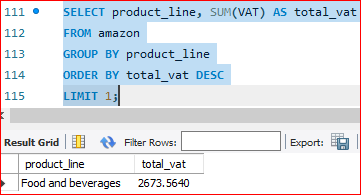 111 SELECT product_line, SUM(VAT) AS total_vat
112 FROM amazon
113 GROUP BY product_line
114 ORDER BY total_vat DESC
115 LIMIT 1;
Result Grid Filter Rows: Export:
product_line total_vat
Food and beverages 2673.5640